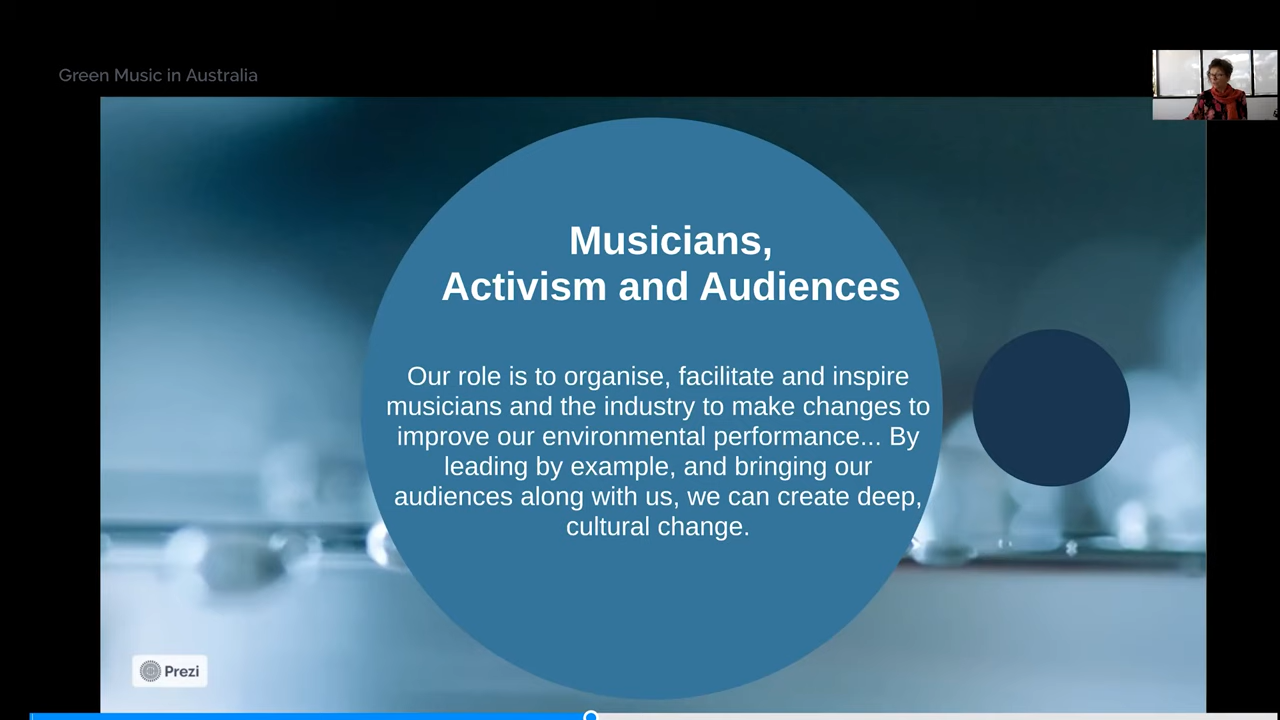 Green Music in Australia
Musicians,
Activism and Audiences
Our role is to organise, facilitate and inspire
musicians and the industry to make changes to
improve our environmental performance... By
leading by example, and bringing our
audiences along with us, we can create deep,
cultural change.
Prezi